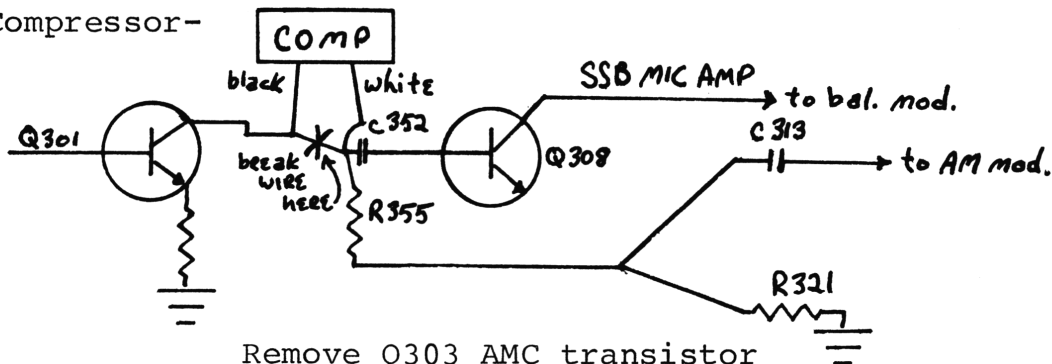 Compressor-
COMP
black
white
SSB MIC AMP
to bal. mod.
Q301
C352
C313
Q308
to AM mod.
break
WIRE
HERE
R355
R321
Remove Q303 AMC transistor